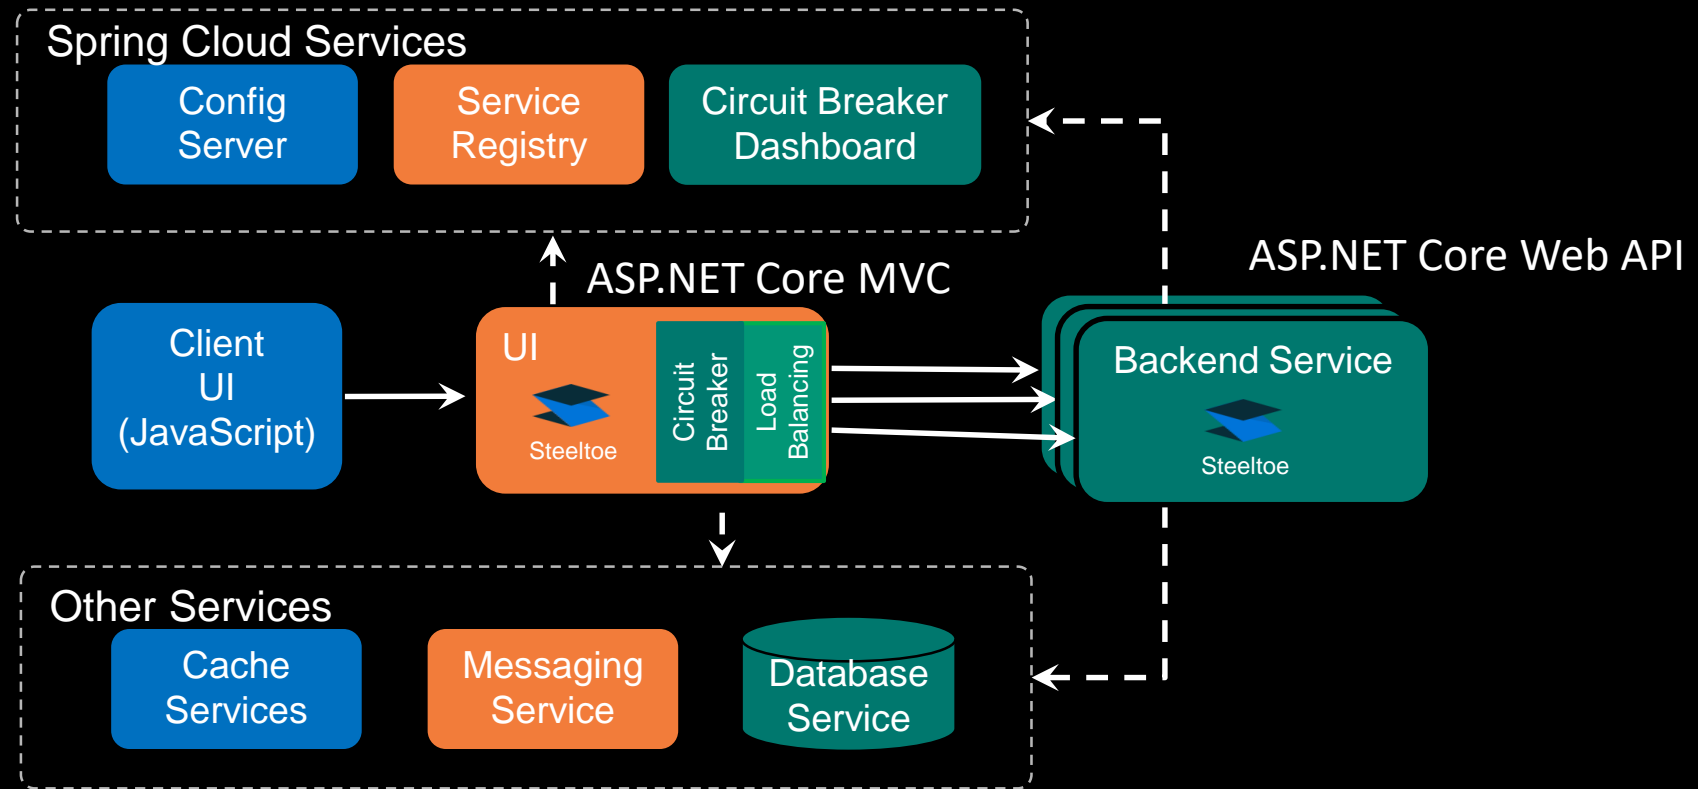 Spring Cloud Services
Config
Server
Service
Registry
Circuit Breaker
Dashboard
ASP.NET Core MVC
ASP.NET Core Web API
Client
UI
(JavaScript)
UI
Steeltoe
Circuit
Breaker
Load
Balancing
Backend Service
Steeltoe
Other Services
Cache
Services
Messaging
Service
Database
Service